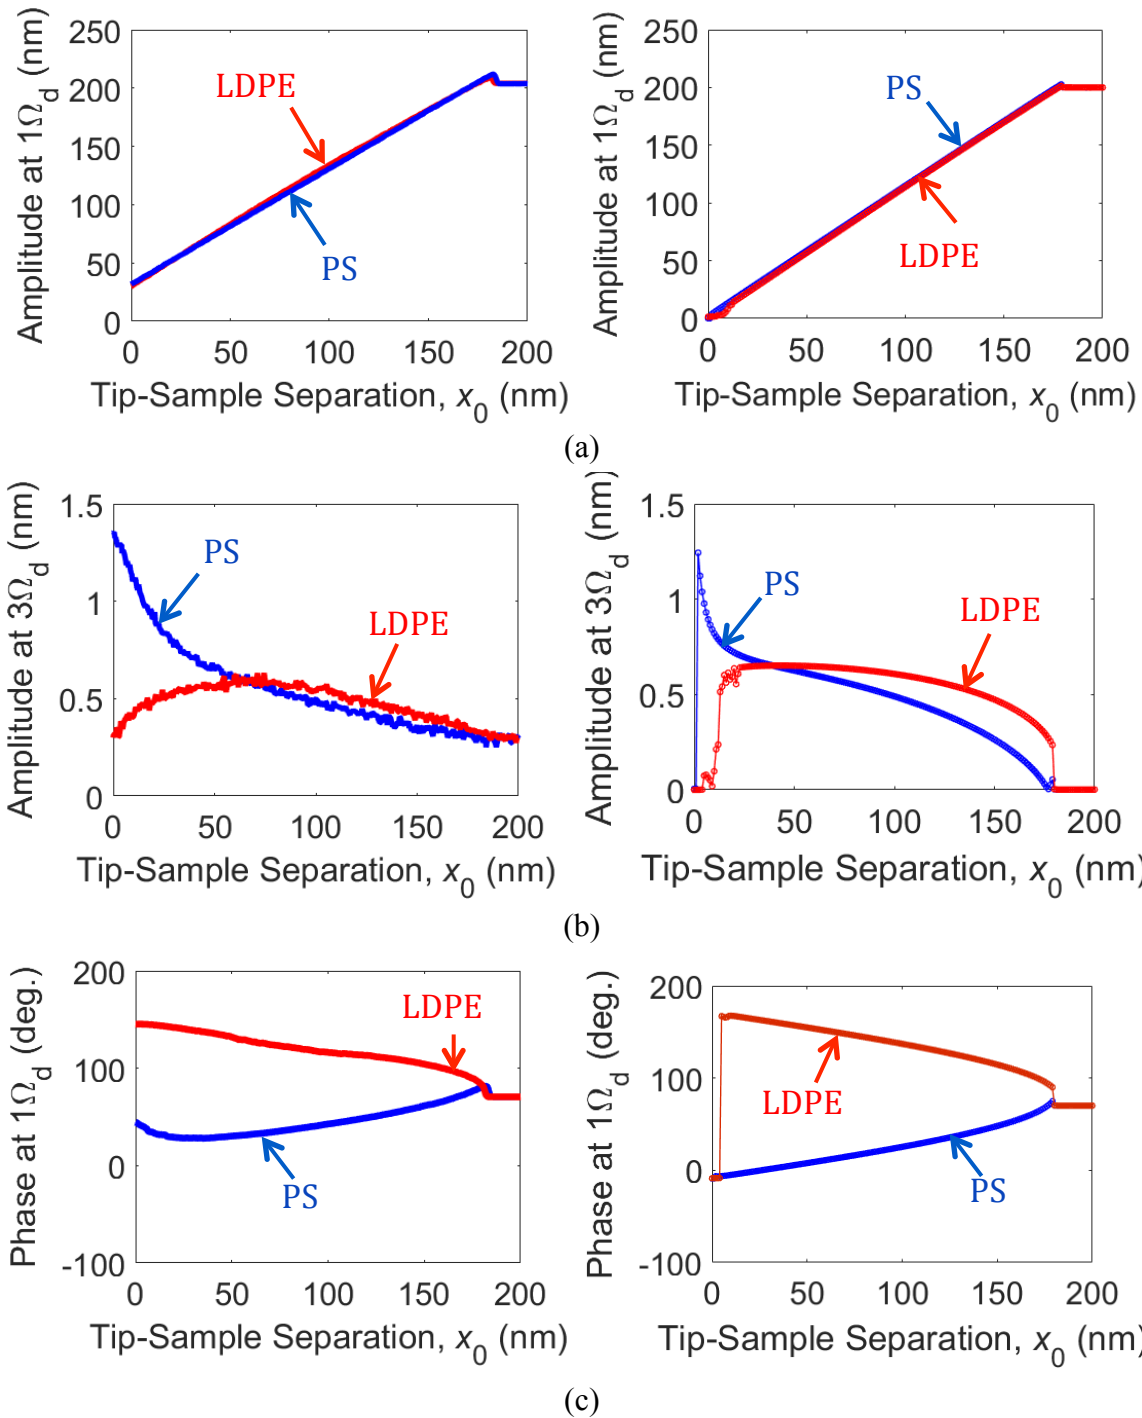 250
200
150
100
50
0
Amplitude at 1Ω_d (nm)
LDPE
PS
0 50 100 150 200
Tip-Sample Separation, x_0 (nm)
250
200
150
100
50
0
Amplitude at 1Ω_d (nm)
PS
LDPE
0 50 100 150 200
Tip-Sample Separation, x_0 (nm)
(a)
1.5
1
0.5
0
Amplitude at 3Ω_d (nm)
PS
LDPE
0 50 100 150 200
Tip-Sample Separation, x_0 (nm)
1.5
1
0.5
0
Amplitude at 3Ω_d (nm)
PS
LDPE
0 50 100 150 200
Tip-Sample Separation, x_0 (nm)
(b)
200
100
0
-100
Phase at 1Ω_d (deg.)
LDPE
PS
0 50 100 150 200
Tip-Sample Separation, x_0 (nm)
200
100
0
-100
Phase at 1Ω_d (deg.)
LDPE
PS
0 50 100 150 200
Tip-Sample Separation, x_0 (nm)
(c)